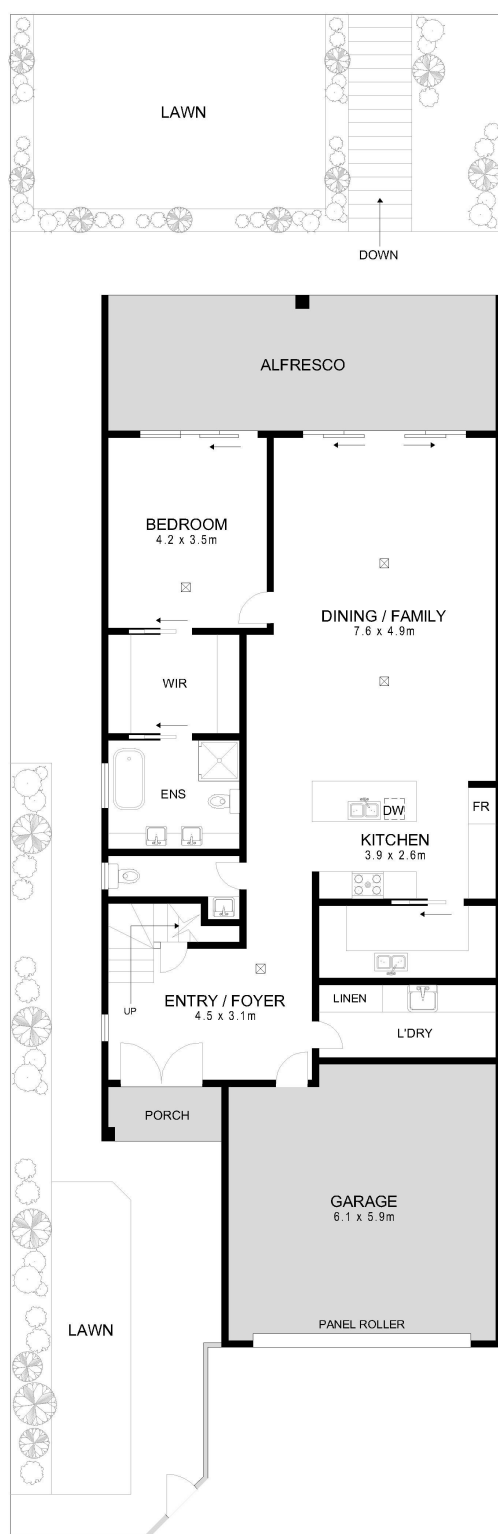 LAWN
DOWN
ALFRESCO
BEDROOM
4.2 x 3.5m
DINING / FAMILY
7.6 x 4.9m
WIR
ENS
FR
DW
KITCHEN
3.9 x 2.6m
UP
ENTRY / FOYER
4.5 x 3.1m
LINEN
L'DRY
PORCH
GARAGE
6.1 x 5.9m
PANEL ROLLER
LAWN